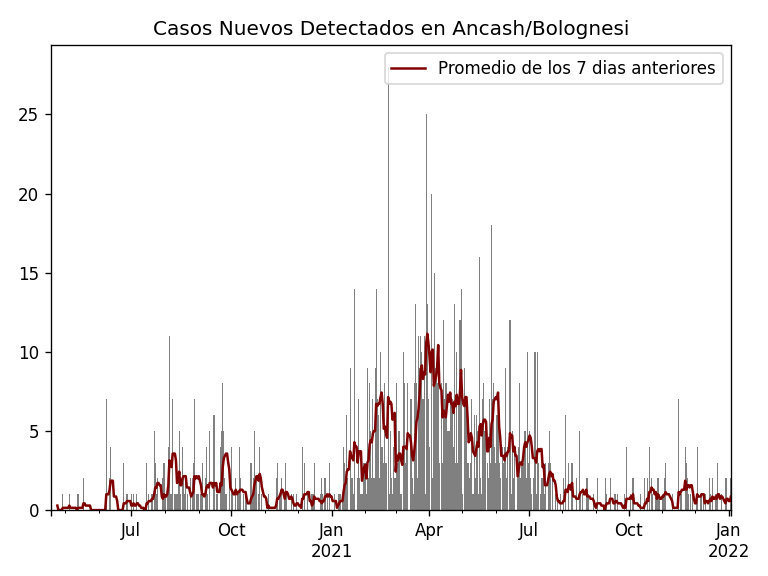 Casos Nuevos Detectados en Ancash/Bolognesi
Promedio de los 7 dias anteriores
25
20
15
10
5
0
Jul
Oct
Jan
2021
Apr
Jul
Oct
Jan
2022